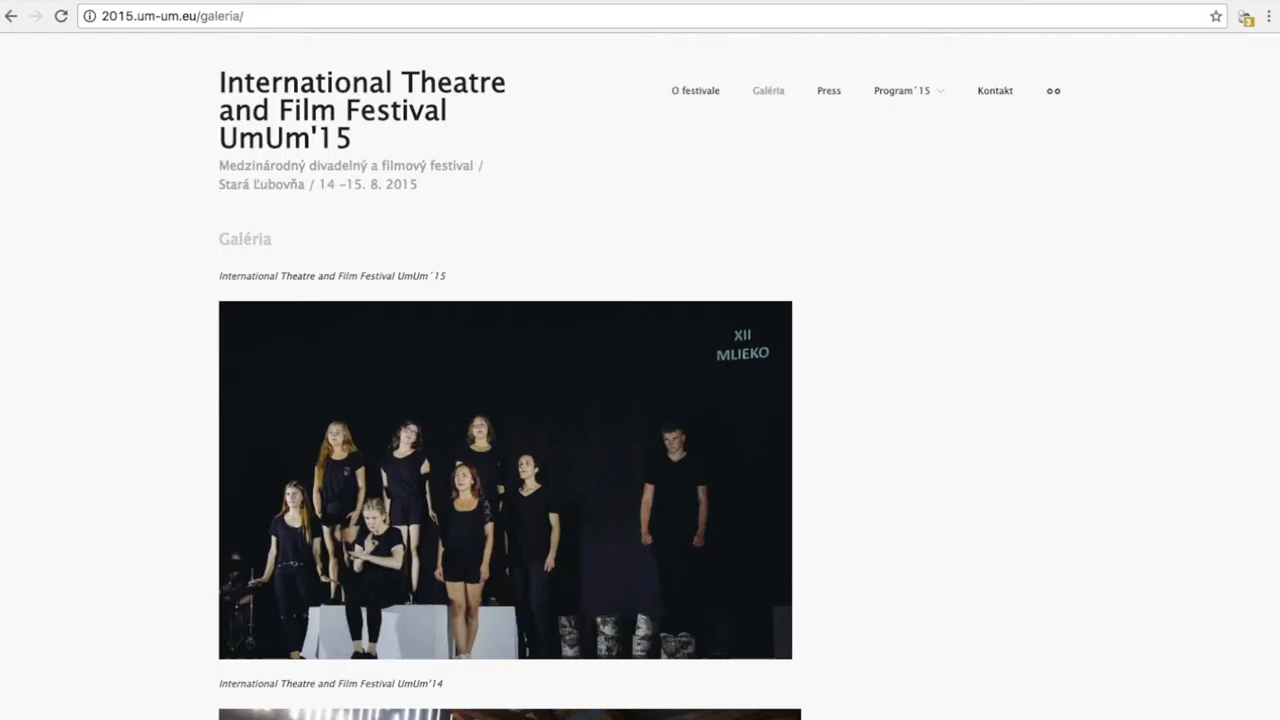 2015.um-um.eu/galeria/
International Theatre
and Film Festival
UmUm'15
Medzinárodný divadelný a filmový festival /
Stará Ľubovňa / 14 –15. 8. 2015
O festivale
Galéria
Press
Program´15
Kontakt
Galéria
International Theatre and Film Festival UmUm´15
XII
MLIEKO
International Theatre and Film Festival UmUm'14